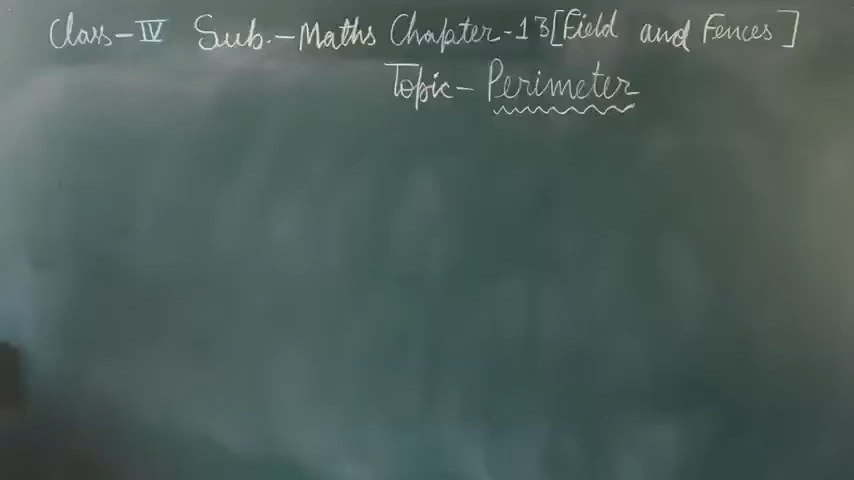 Class-IV Sub.-Maths Chapter-13[Field and Fences]
Topic- Perimeter